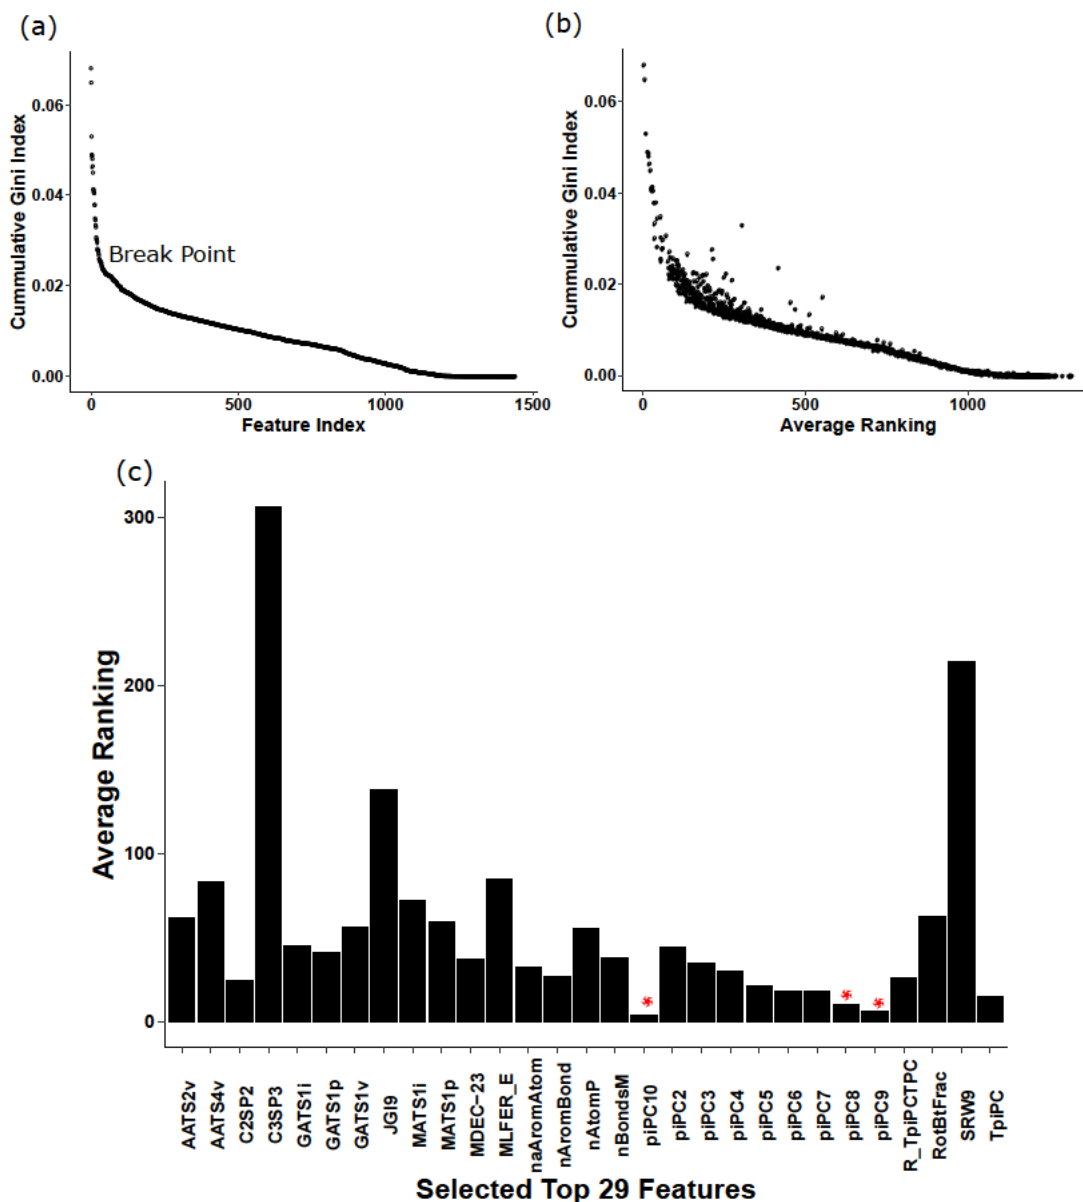 (a)
Cummulative Gini Index
0.06
0.04
0.02
0.00
Break Point
0
500
1000
1500
Feature Index
(b)
Cummulative Gini Index
0.06
0.04
0.02
0.00
0
500
1000
Average Ranking
(c)
Average Ranking
300
200
100
0
AATS2v
AATS4v
C2SP2
C3SP3
GATS1i
GATS1p
GATS1v
JGI9
MATS1i
MATS1p
MDEC-23
MLFER_E
naAromAtom
nAromBond
nAtomP
nBondsM
piPC10
piPC2
piPC3
piPC4
piPC5
piPC6
piPC7
piPC8
piPC9
R_TpiPCTPC
RotBtFrac
SRW9
TpiPC
Selected Top 29 Features